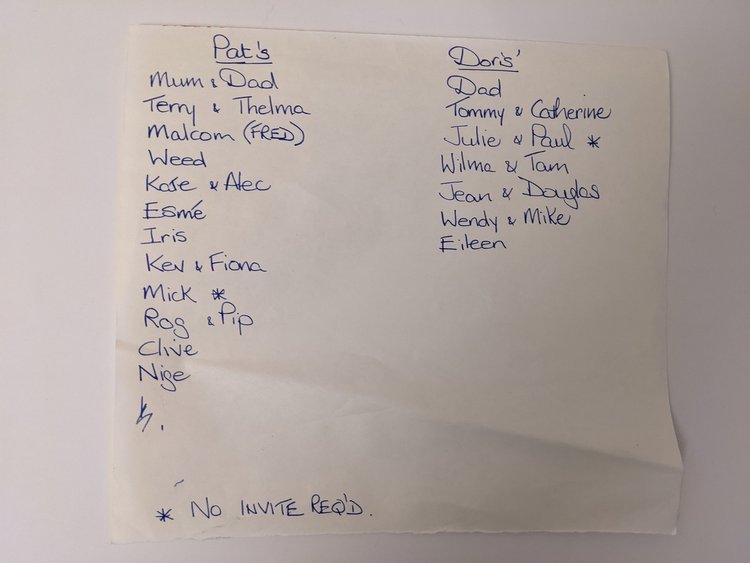 Pat's
Mum & Dad
Terry & Thelma
Malcom (FRED)
Weed
Kate & Alec
Esmé
Iris
Kev & Fiona
Mick *
Rog & Pip
Clive
Nige
Doris'
Dad
Tommy & Catherine
Julie & Paul *
Wilma & Tam
Jean & Douglas
Wendy & Mike
Eileen
* NO INVITE REQ'D.